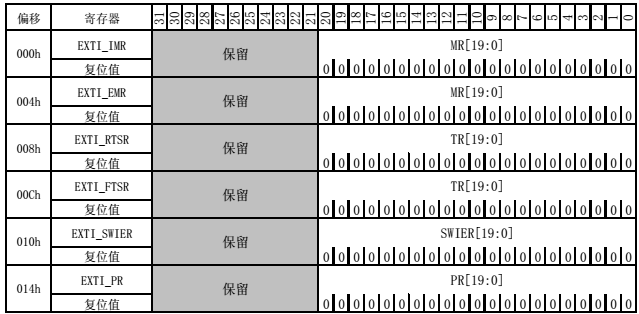 偏移 寄存器 31 30 29 28 27 26 25 24 23 22 21 20 19 18 17 16 15 14 13 12 11 10 9 8 7 6 5 4 3 2 1 0
000h EXTI_IMR 保留 MR[19:0]
复位值 0 0 0 0 0 0 0 0 0 0 0 0 0 0 0 0 0 0 0 0 0
004h EXTI_EMR 保留 MR[19:0]
复位值 0 0 0 0 0 0 0 0 0 0 0 0 0 0 0 0 0 0 0 0 0
008h EXTI_RTSR 保留 TR[19:0]
复位值 0 0 0 0 0 0 0 0 0 0 0 0 0 0 0 0 0 0 0 0 0
00Ch EXTI_FTSR 保留 TR[19:0]
复位值 0 0 0 0 0 0 0 0 0 0 0 0 0 0 0 0 0 0 0 0 0
010h EXTI_SWIER 保留 SWIER[19:0]
复位值 0 0 0 0 0 0 0 0 0 0 0 0 0 0 0 0 0 0 0 0 0
014h EXTI_PR 保留 PR[19:0]
复位值 0 0 0 0 0 0 0 0 0 0 0 0 0 0 0 0 0 0 0 0 0